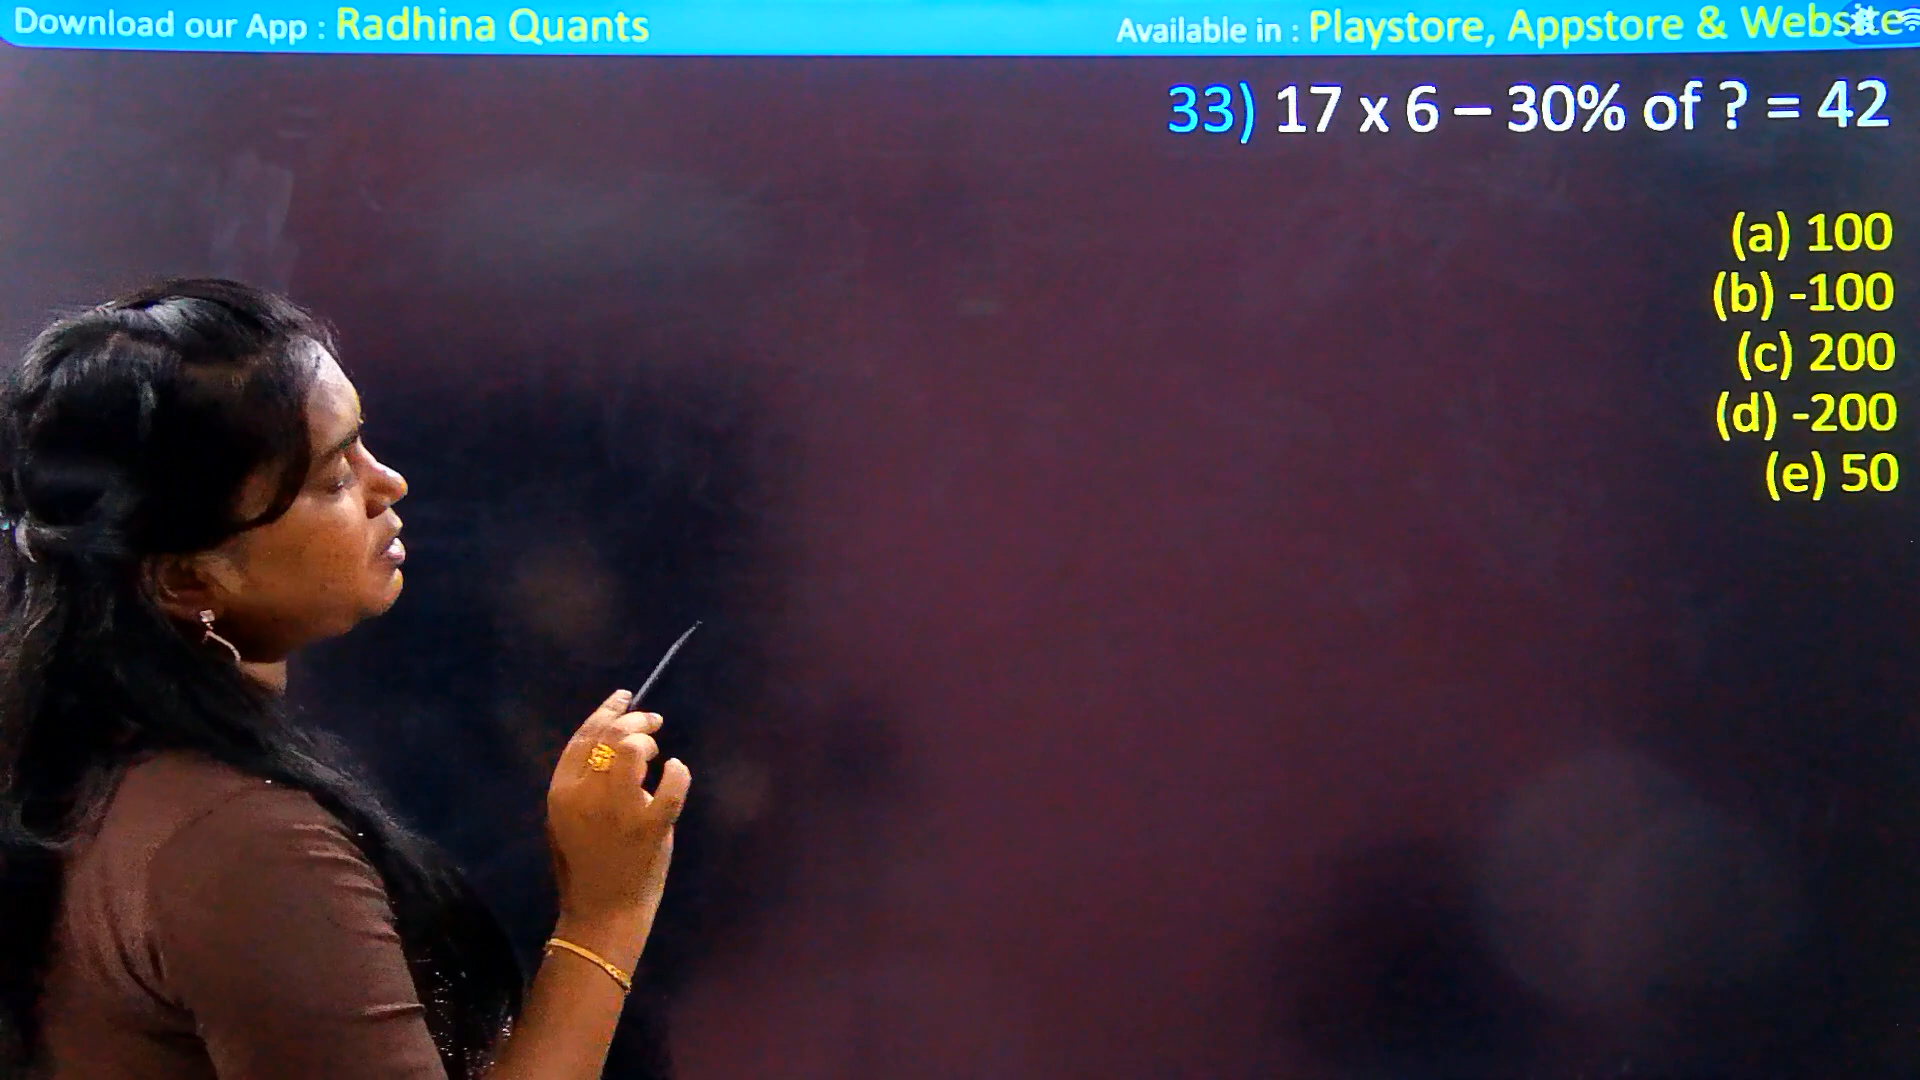 Download our App : Radhina Quants
Available in : Playstore, Appstore & Website
33) 17 x 6 – 30% of ? = 42
(a) 100
(b) -100
(c) 200
(d) -200
(e) 50